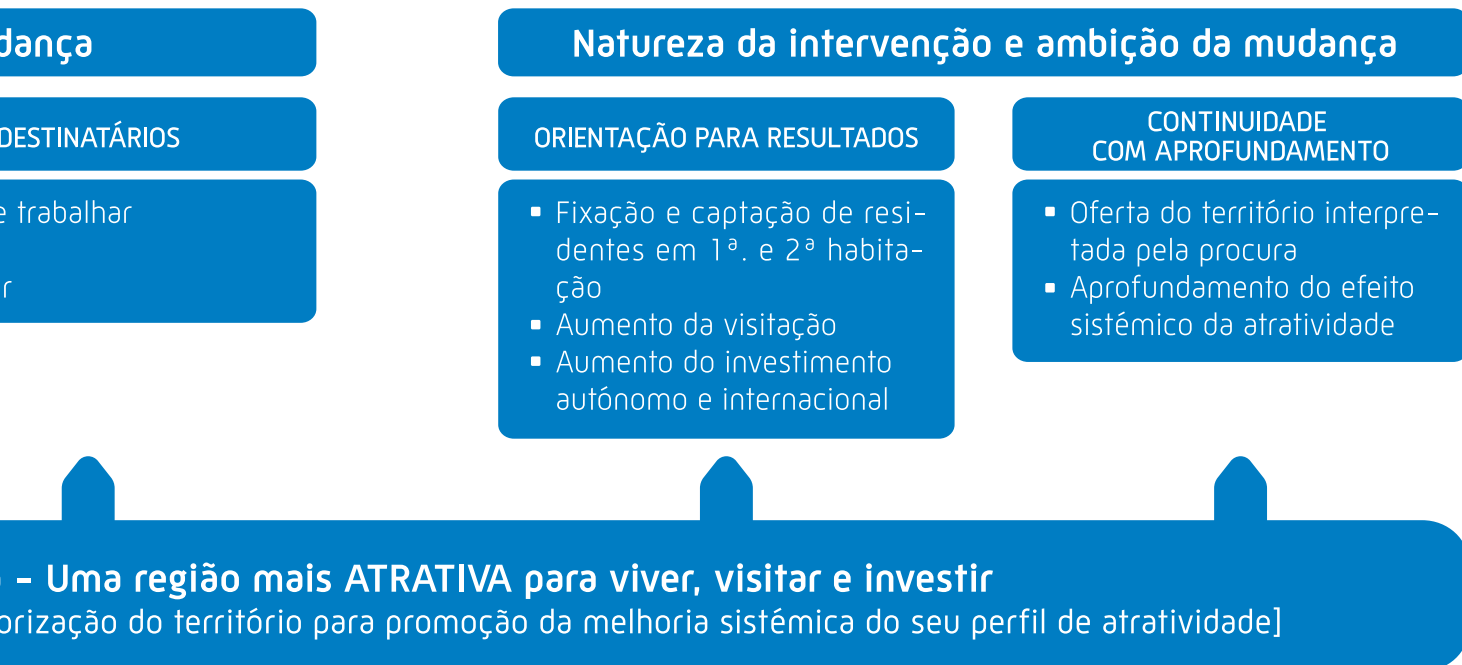 dança
DESTINATÁRIOS
e trabalhar
r
Natureza da intervenção e ambição da mudança
ORIENTAÇÃO PARA RESULTADOS
▪ Fixação e captação de resi-
dentes em 1ª. e 2ª habita-
ção
▪ Aumento da visitação
▪ Aumento do investimento
autónomo e internacional
CONTINUIDADE
COM APROFUNDAMENTO
▪ Oferta do território interpre-
tada pela procura
▪ Aprofundamento do efeito
sistémico da atratividade
– Uma região mais ATRATIVA para viver, visitar e investir
orização do território para promoção da melhoria sistémica do seu perfil de atratividade]